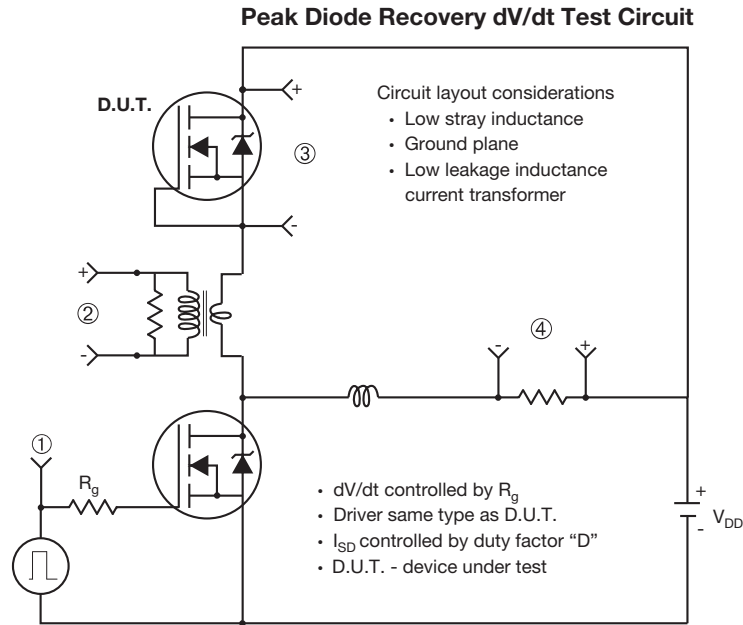 Peak Diode Recovery dV/dt Test Circuit
D.U.T.
+
-
③
Circuit layout considerations
• Low stray inductance
• Ground plane
• Low leakage inductance
current transformer
+
②
-
-
④
+
①
Rg
• dV/dt controlled by Rg
• Driver same type as D.U.T.
• ISD controlled by duty factor “D”
• D.U.T. - device under test
+
-
VDD